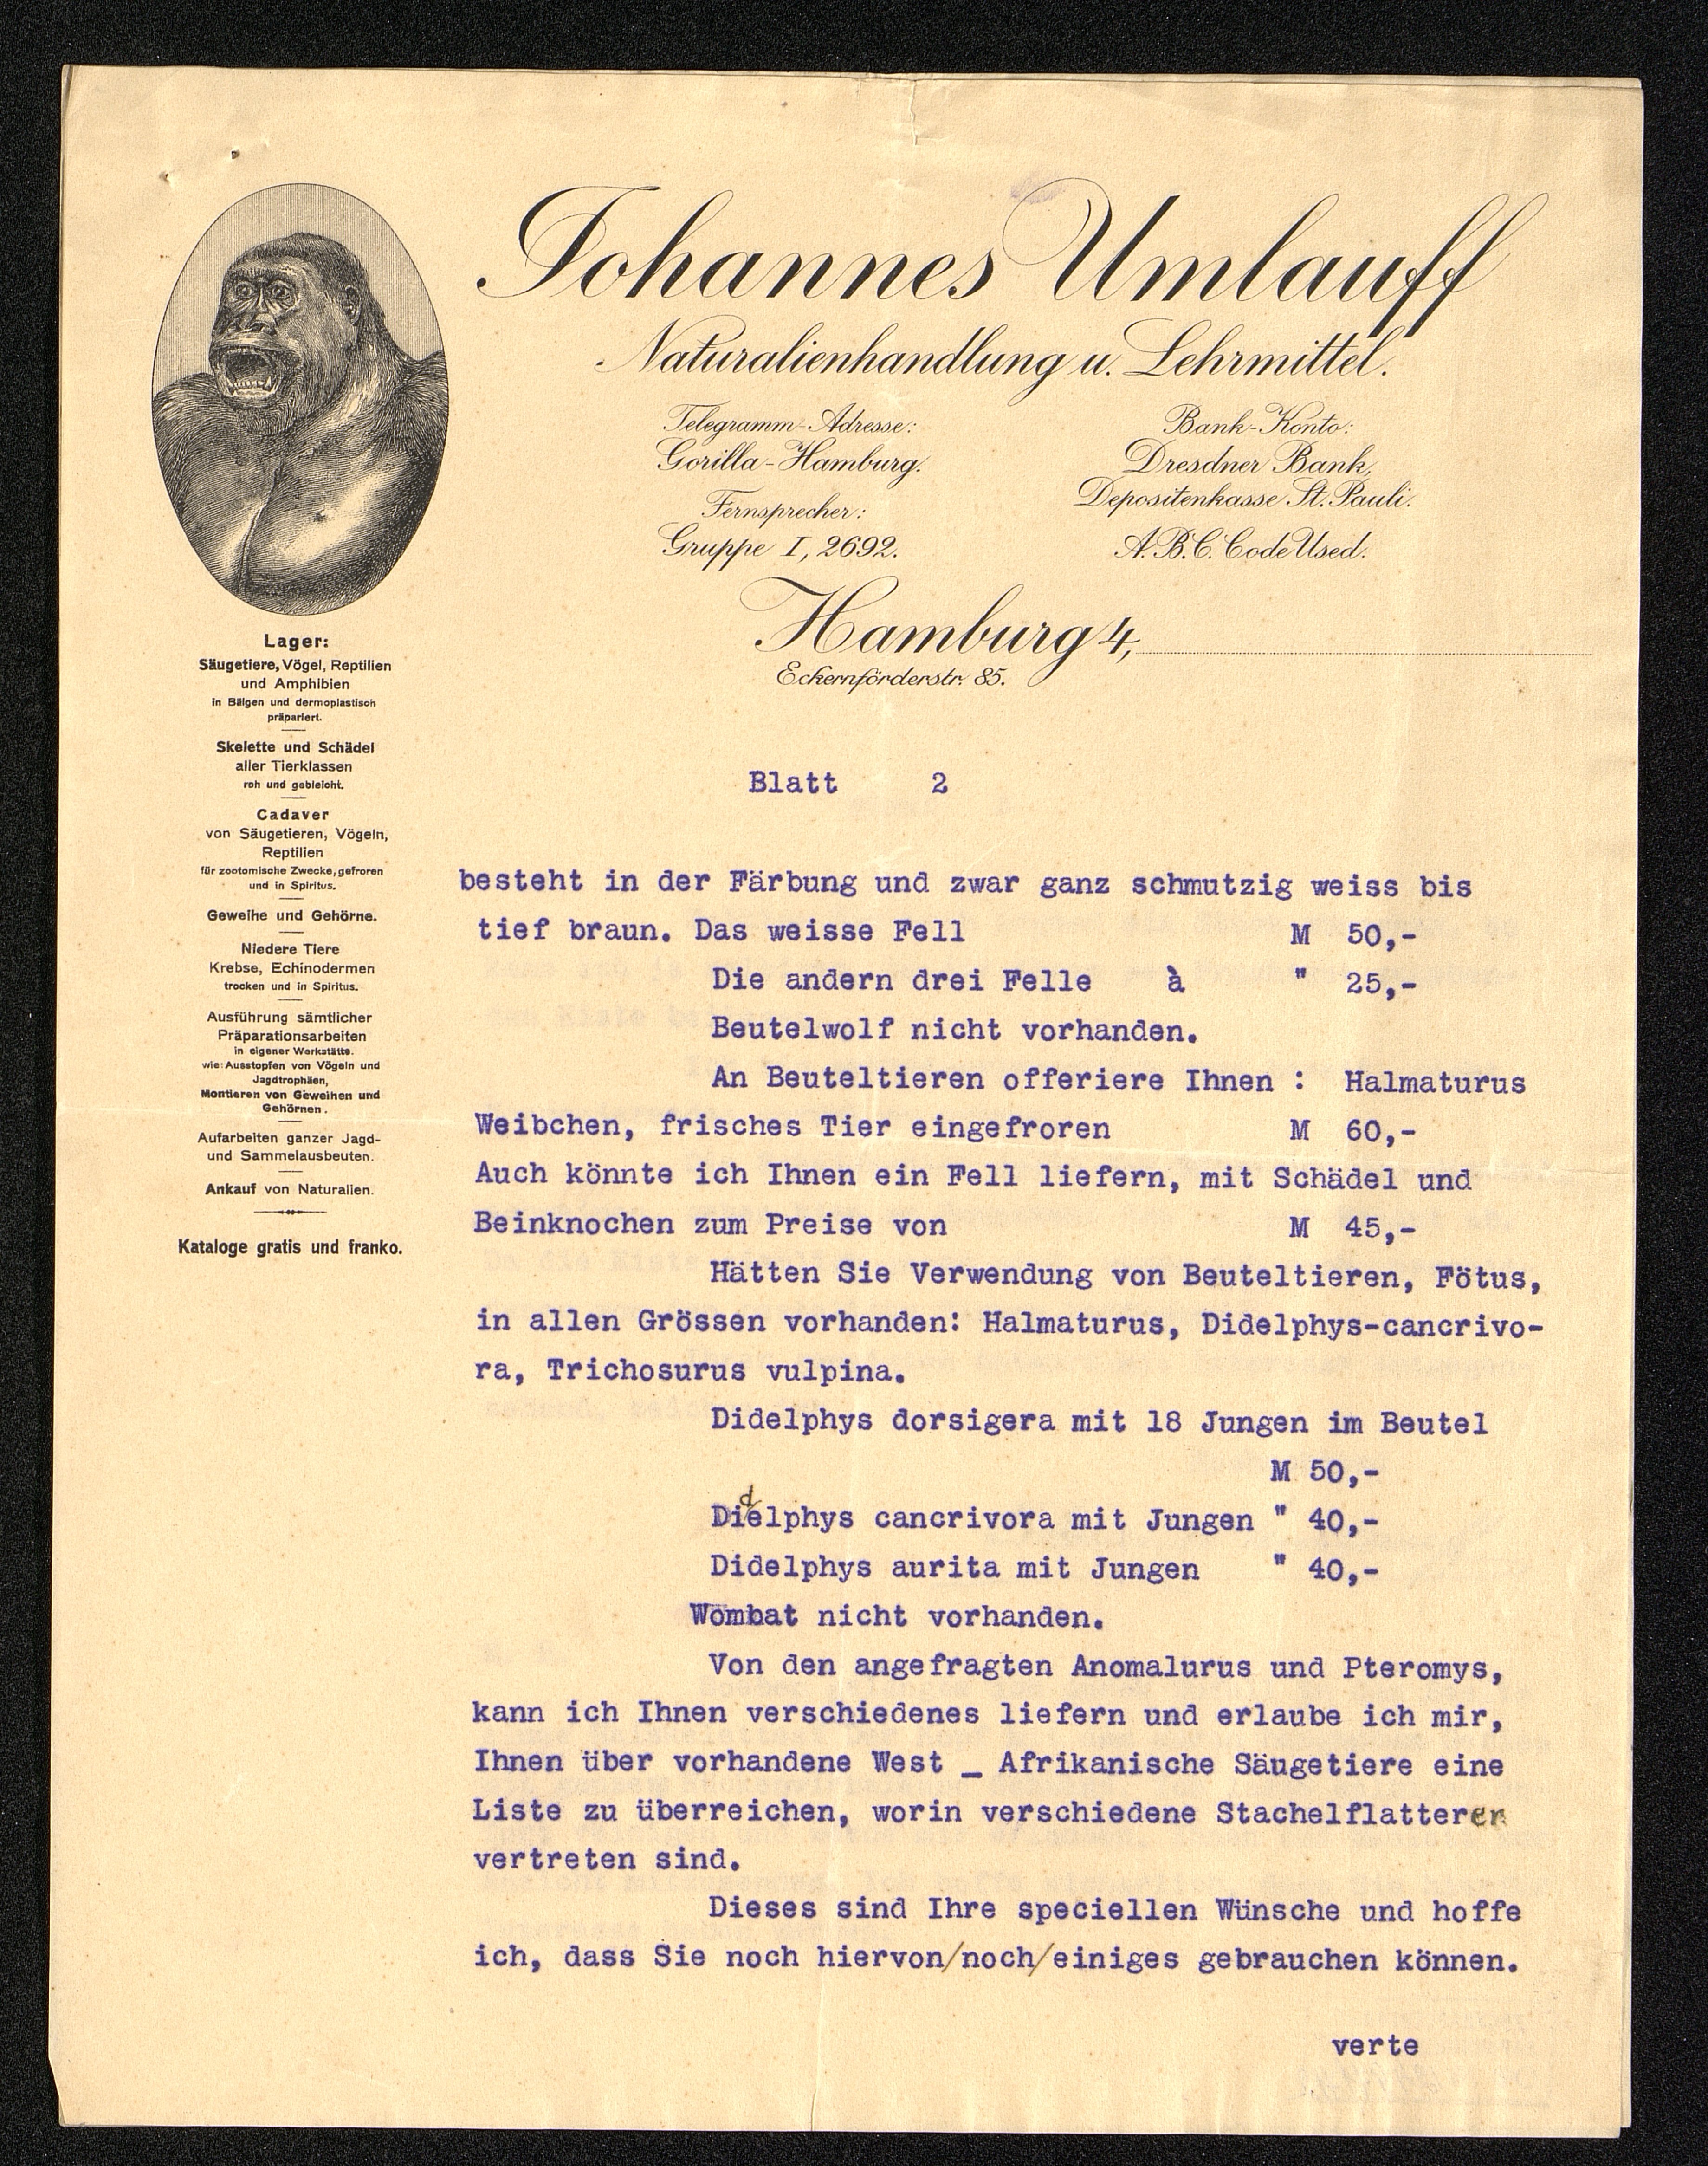 Johannes Umlauff
Naturalienhandlung u. Lehrmittel.
Telegramm-Adresse:
Gorilla-Hamburg.
Fernsprecher:
Gruppe I, 2692.
Bank-Konto:
Dresdner Bank,
Depositenkasse St. Pauli.
A.B.C. Code Used.
Hamburg 4,
Eckernförderstr. 85.
Lager:
Säugetiere, Vögel, Reptilien
und Amphibien
in Bälgen und dermoplastisch
präpariert.
Skelette und Schädel
aller Tierklassen
roh und gebleicht.
Cadaver
von Säugetieren, Vögeln,
Reptilien
für zootomische Zwecke, gefroren
und in Spiritus.
Geweihe und Gehörne.
Niedere Tiere
Krebse, Echinodermen
trocken und in Spiritus.
Ausführung sämtlicher
Präparationsarbeiten
in eigener Werkstätte.
wie: Ausstopfen von Vögeln und
Jagdtrophäen,
Montieren von Geweihen und
Gehörnen.
Aufarbeiten ganzer Jagd-
und Sammelausbeuten.
Ankauf von Naturalien.
Kataloge gratis und franko.
Blatt 2
besteht in der Färbung und zwar ganz schmutzig weiss bis
tief braun. Das weisse Fell M 50,-
Die andern drei Felle à " 25,-
Beutelwolf nicht vorhanden.
An Beuteltieren offeriere Ihnen : Halmaturus
Weibchen, frisches Tier eingefroren M 60,-
Auch könnte ich Ihnen ein Fell liefern, mit Schädel und
Beinknochen zum Preise von M 45,-
Hätten Sie Verwendung von Beuteltieren, Fötus,
in allen Grössen vorhanden: Halmaturus, Didelphys-cancrivo-
ra, Trichosurus vulpina.
Didelphys dorsigera mit 18 Jungen im Beutel
M 50,-
Didelphys cancrivora mit Jungen " 40,-
Didelphys aurita mit Jungen " 40,-
Wombat nicht vorhanden.
Von den angefragten Anomalurus und Pteromys,
kann ich Ihnen verschiedenes liefern und erlaube ich mir,
Ihnen über vorhandene West _ Afrikanische Säugetiere eine
Liste zu überreichen, worin verschiedene Stachelflatterer
vertreten sind.
Dieses sind Ihre speciellen Wünsche und hoffe
ich, dass Sie noch hiervon/noch/einiges gebrauchen können.
verte